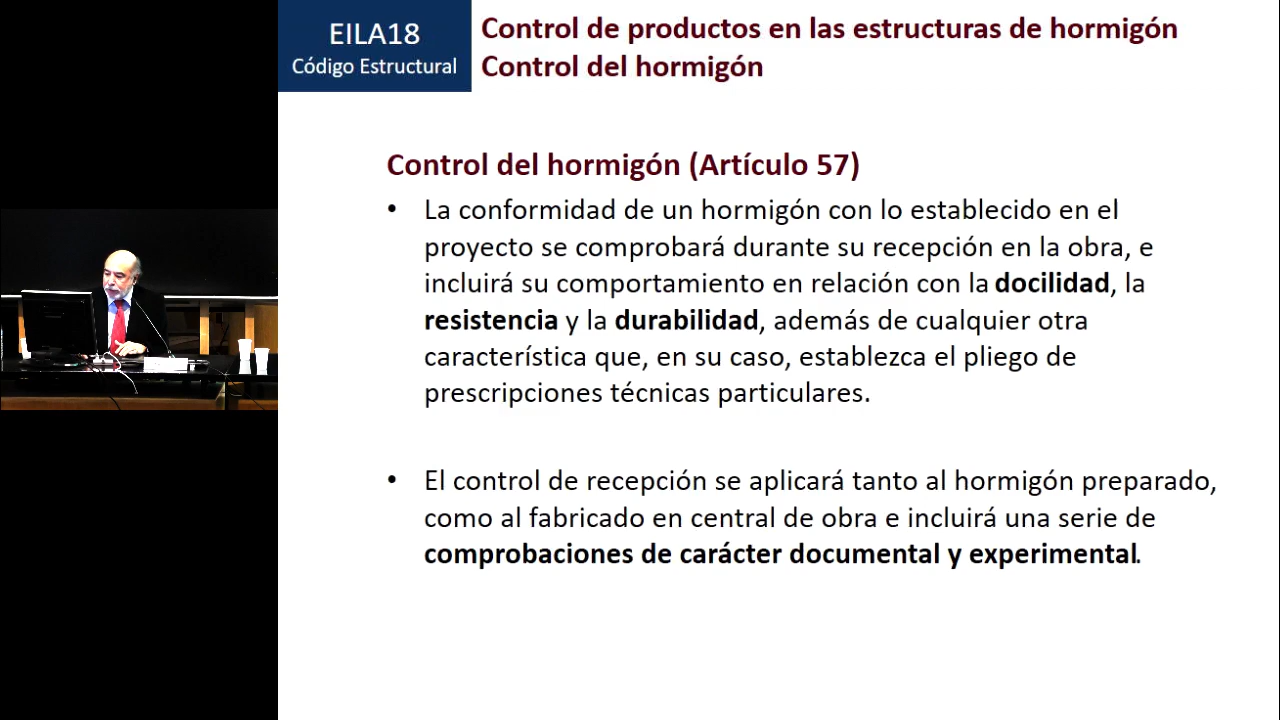 EILA18
Código Estructural
Control de productos en las estructuras de hormigón
Control del hormigón
Control del hormigón (Artículo 57)
• La conformidad de un hormigón con lo establecido en el
proyecto se comprobará durante su recepción en la obra, e
incluirá su comportamiento en relación con la docilidad, la
resistencia y la durabilidad, además de cualquier otra
característica que, en su caso, establezca el pliego de
prescripciones técnicas particulares.
• El control de recepción se aplicará tanto al hormigón preparado,
como al fabricado en central de obra e incluirá una serie de
comprobaciones de carácter documental y experimental.